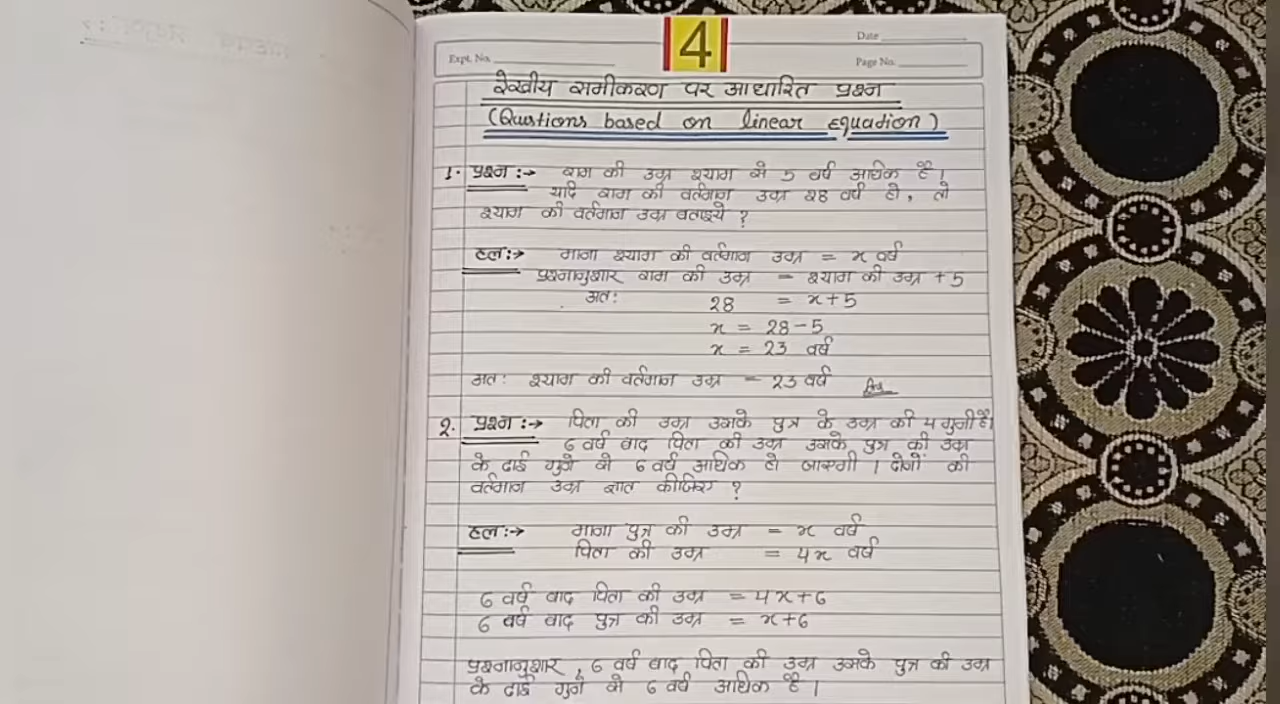 4
Date
Expt. No.
Page No.
रेखीय समीकरण पर आधारित प्रश्न
(Qustions based on linear Equation)
1. प्रश्न :→ राम की उम्र श्याम से 5 वर्ष अधिक है।
यदि राम की वर्तमान उम्र 28 वर्ष हो, तो
श्याम की वर्तमान उम्र बताइये ?
हल:→ माना श्याम की वर्तमान उम्र = x वर्ष
प्रश्नानुशार राम की उम्र = श्याम की उम्र + 5
अत: 28 = x+5
x = 28-5
x = 23 वर्ष
अत: श्याम की वर्तमान उम्र = 23 वर्ष Ans
2. प्रश्न :→ पिता की उम्र उसके पुत्र के उम्र की 4 गुनी है।
6 वर्ष बाद पिता की उम्र उसके पुत्र की उम्र
के ढाई गुने से 6 वर्ष अधिक हो जाएगी । दोनों की
वर्तमान उम्र ज्ञात कीजिए ?
हल:→ माना पुत्र की उम्र = x वर्ष
पिता की उम्र = 4x वर्ष
6 वर्ष बाद पिता की उम्र = 4x+6
6 वर्ष बाद पुत्र की उम्र = x+6
प्रश्नानुशार, 6 वर्ष बाद पिता की उम्र उसके पुत्र की उम्र
के ढाई गुने से 6 वर्ष अधिक है ।